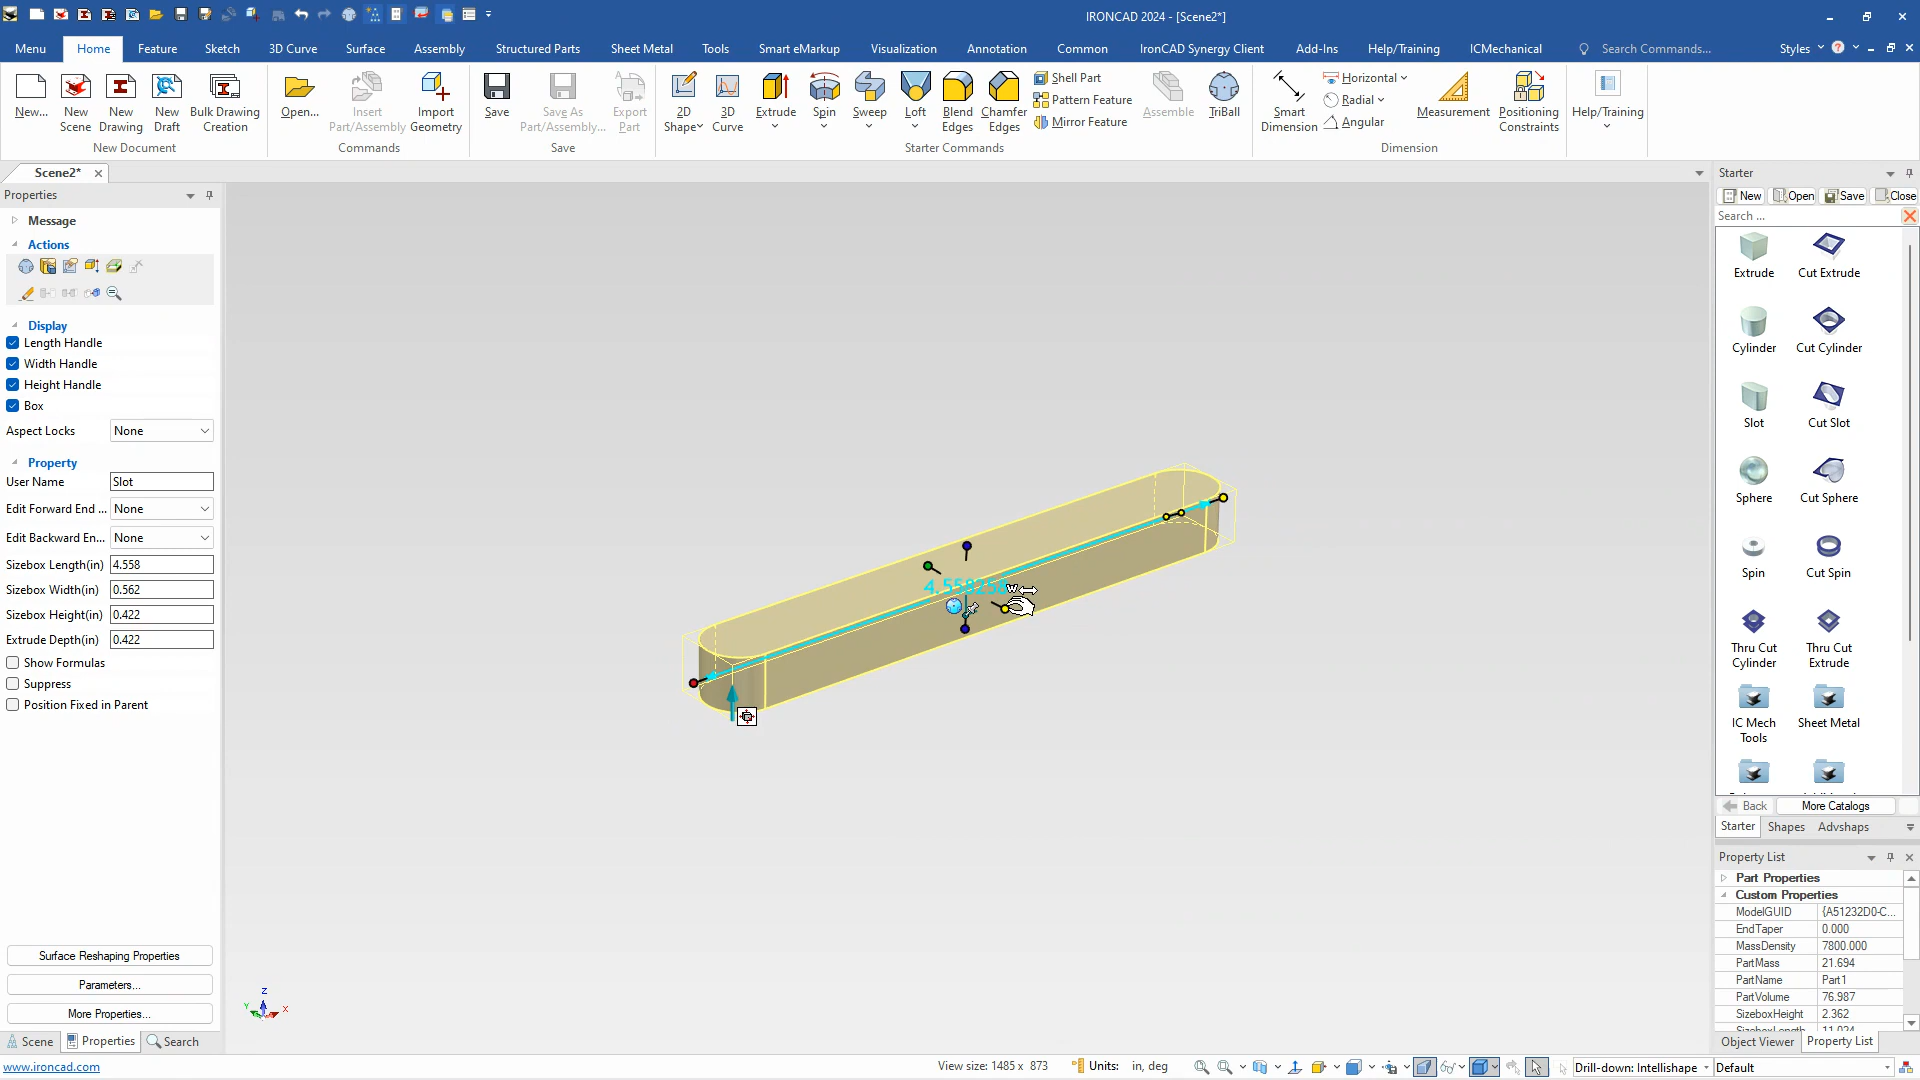 IRONCAD 2024 - [Scene2*]
Menu Home Feature Sketch 3D Curve Surface Assembly Structured Parts Sheet Metal Tools Smart eMarkup Visualization Annotation Common IronCAD Synergy Client Add-Ins Help/Training ICMechanical Search Commands... Styles
New... New Scene New Drawing New Draft Bulk Drawing Creation
New Document
Open... Insert Part/Assembly Import Geometry
Commands
Save Save As Part/Assembly... Export Part
Save
2D Shape 3D Curve Extrude Spin Sweep Loft Blend Edges Chamfer Edges
Shell Part
Pattern Feature
Mirror Feature
Assemble TriBall
Starter Commands
Smart Dimension
Horizontal
Radial
Angular
Measurement Positioning Constraints
Dimension
Help/Training
Scene2*
Properties
Message
Actions
Display
Length Handle
Width Handle
Height Handle
Box
Aspect Locks None
Property
User Name Slot
Edit Forward End ... None
Edit Backward En... None
Sizebox Length(in) 4.558
Sizebox Width(in) 0.562
Sizebox Height(in) 0.422
Extrude Depth(in) 0.422
Show Formulas
Suppress
Position Fixed in Parent
Surface Reshaping Properties
Parameters...
More Properties...
Scene Properties Search
Z
Y
X
Starter
New Open Save Close
Search ...
Extrude Cut Extrude
Cylinder Cut Cylinder
Slot Cut Slot
Sphere Cut Sphere
Spin Cut Spin
Thru Cut Cylinder Thru Cut Extrude
IC Mech Tools Sheet Metal
Back More Catalogs
Starter Shapes Advshaps
Property List
Part Properties
Custom Properties
ModelGUID {A51232D0-C...
EndTaper 0.000
MassDensity 7800.000
PartMass 21.694
PartName Part1
PartVolume 76.987
SizeboxHeight 2.362
SizeboxLength 11.024
Object Viewer Property List
www.ironcad.com
View size: 1485 x 873 Units: in, deg
Drill-down: Intellishape Default